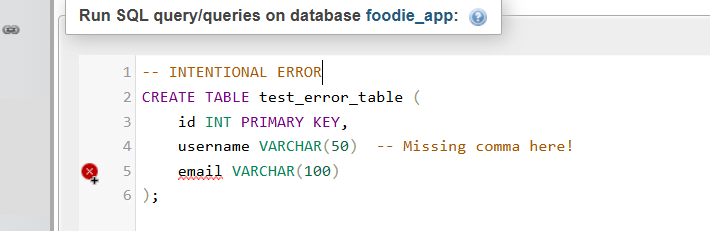 Run SQL query/queries on database foodie_app:
1 -- INTENTIONAL ERROR
2 CREATE TABLE test_error_table (
3     id INT PRIMARY KEY,
4     username VARCHAR(50)  -- Missing comma here!
5     email VARCHAR(100)
6 );